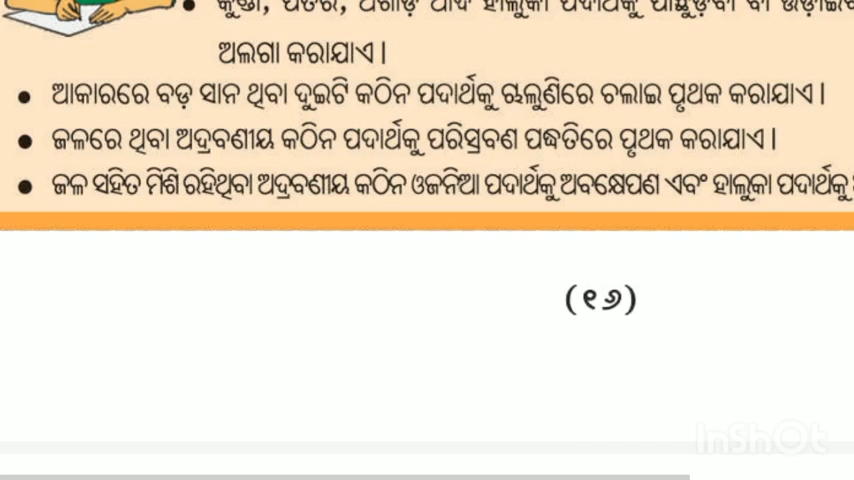 ଅଲଗା କରାଯାଏ।
• ଆକାରରେ ବଡ଼ ସାନ ଥିବା ଦୁଇଟି କଠିନ ପଦାର୍ଥକୁ ଚାଲୁଣିରେ ଚଲାଇ ପୃଥକ କରାଯାଏ।
• ଜଳରେ ଥିବା ଅଦ୍ରବଣୀୟ କଠିନ ପଦାର୍ଥକୁ ପରିସ୍ରବଣ ପଦ୍ଧତିରେ ପୃଥକ କରାଯାଏ।
• ଜଳ ସହିତ ମିଶି ରହିଥିବା ଅଦ୍ରବଣୀୟ କଠିନ ଓଜନିଆ ପଦାର୍ଥକୁ ଅବକ୍ଷେପଣ ଏବଂ ହାଲୁକା ପଦାର୍ଥକୁ
(୧୬)
InShOt